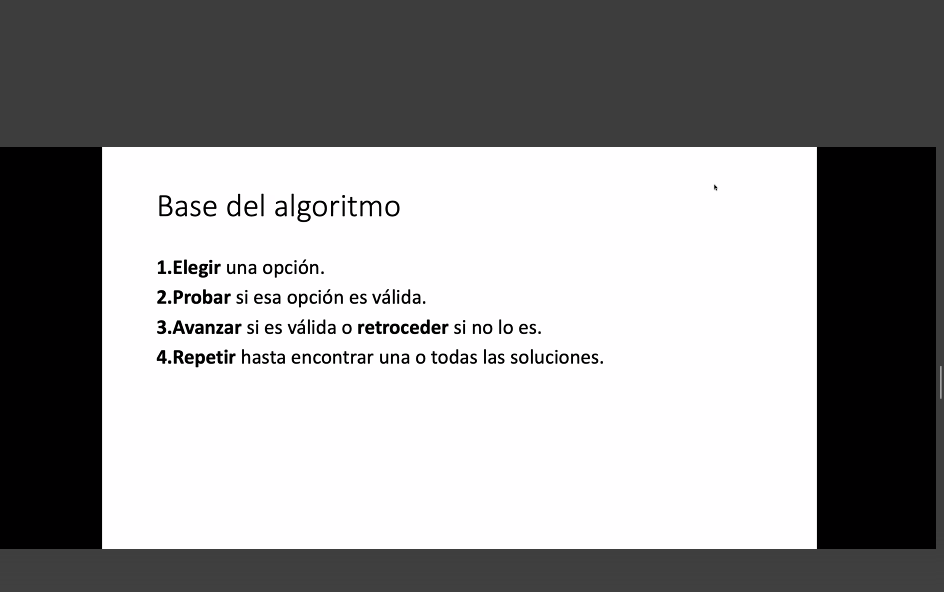 Base del algoritmo
1.Elegir una opción.
2.Probar si esa opción es válida.
3.Avanzar si es válida o retroceder si no lo es.
4.Repetir hasta encontrar una o todas las soluciones.